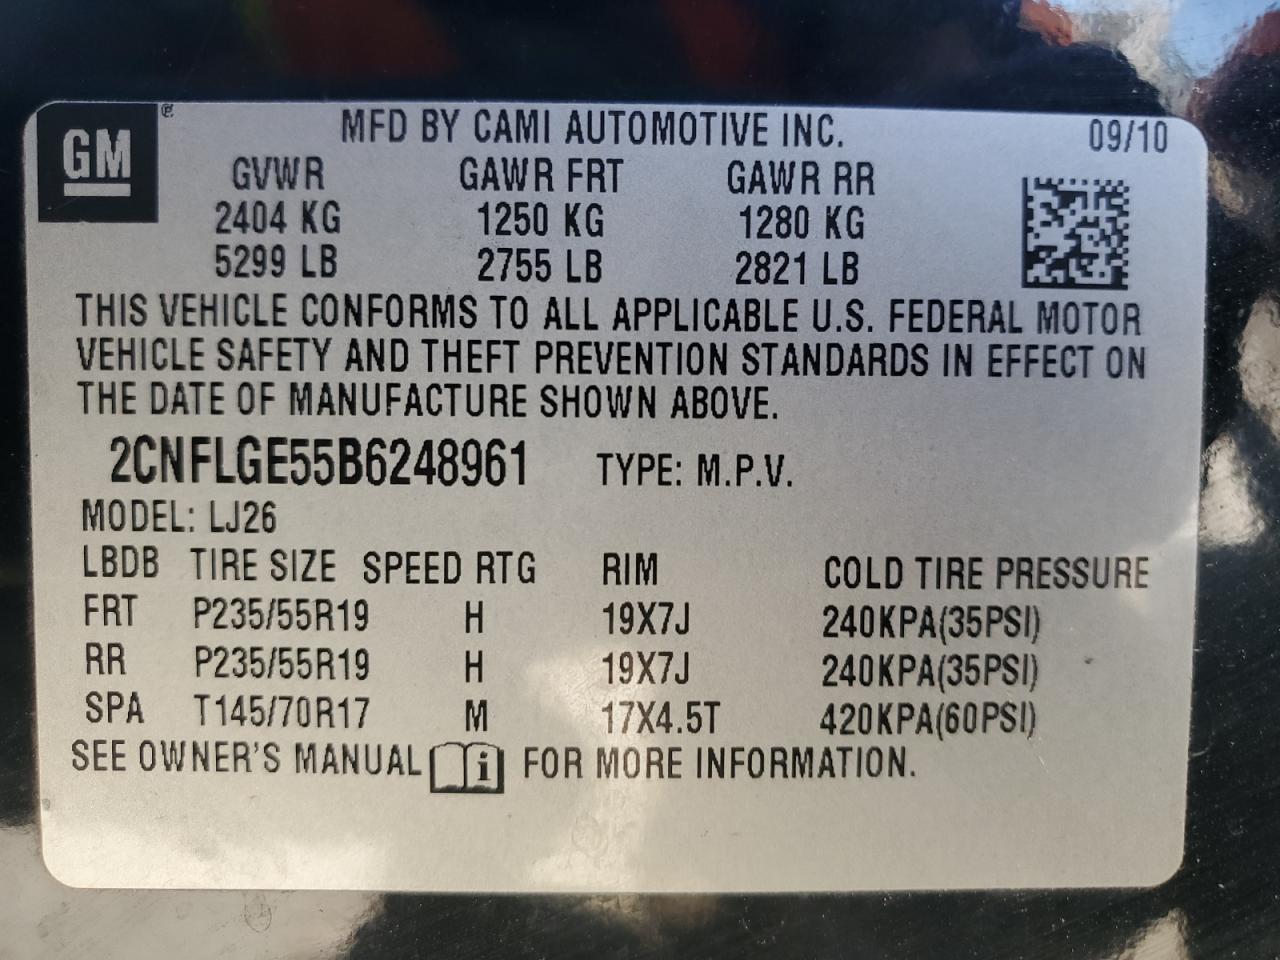 GM ®
MFD BY CAMI AUTOMOTIVE INC. 09/10
GVWR GAWR FRT GAWR RR
2404 KG 1250 KG 1280 KG
5299 LB 2755 LB 2821 LB
THIS VEHICLE CONFORMS TO ALL APPLICABLE U.S. FEDERAL MOTOR
VEHICLE SAFETY AND THEFT PREVENTION STANDARDS IN EFFECT ON
THE DATE OF MANUFACTURE SHOWN ABOVE.
2CNFLGE55B6248961 TYPE: M.P.V.
MODEL: LJ26
LBDB TIRE SIZE SPEED RTG RIM COLD TIRE PRESSURE
FRT P235/55R19 H 19X7J 240KPA(35PSI)
RR P235/55R19 H 19X7J 240KPA(35PSI)
SPA T145/70R17 M 17X4.5T 420KPA(60PSI)
SEE OWNER'S MANUAL i FOR MORE INFORMATION.